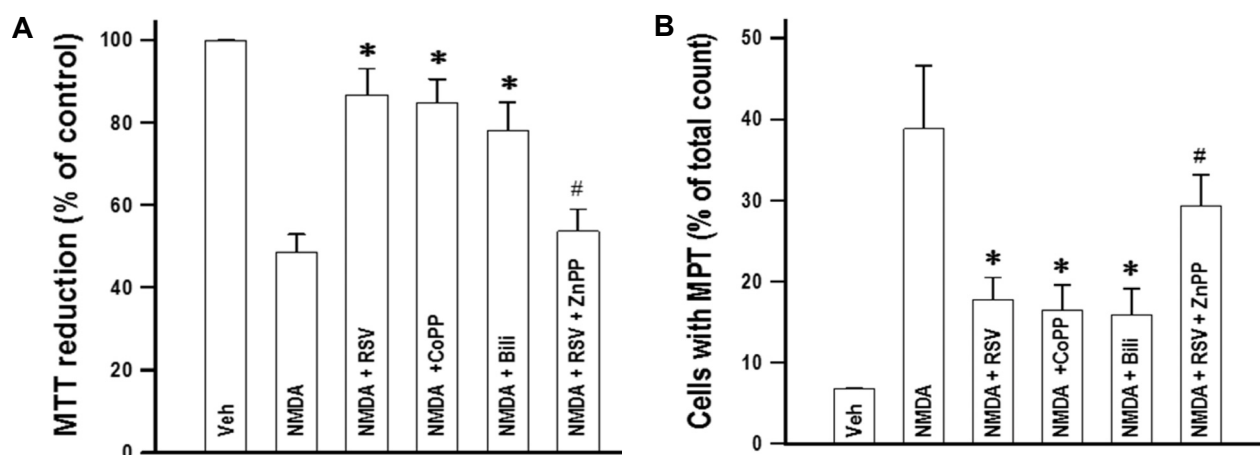 A
MTT reduction (% of control)
100
80
60
40
20
0
*
*
*
#
Veh
NMDA
NMDA + RSV
NMDA +CoPP
NMDA + Bili
NMDA + RSV + ZnPP
B
Cells with MPT (% of total count)
50
40
30
20
10
0
*
*
*
#
Veh
NMDA
NMDA + RSV
NMDA +CoPP
NMDA + Bili
NMDA + RSV + ZnPP